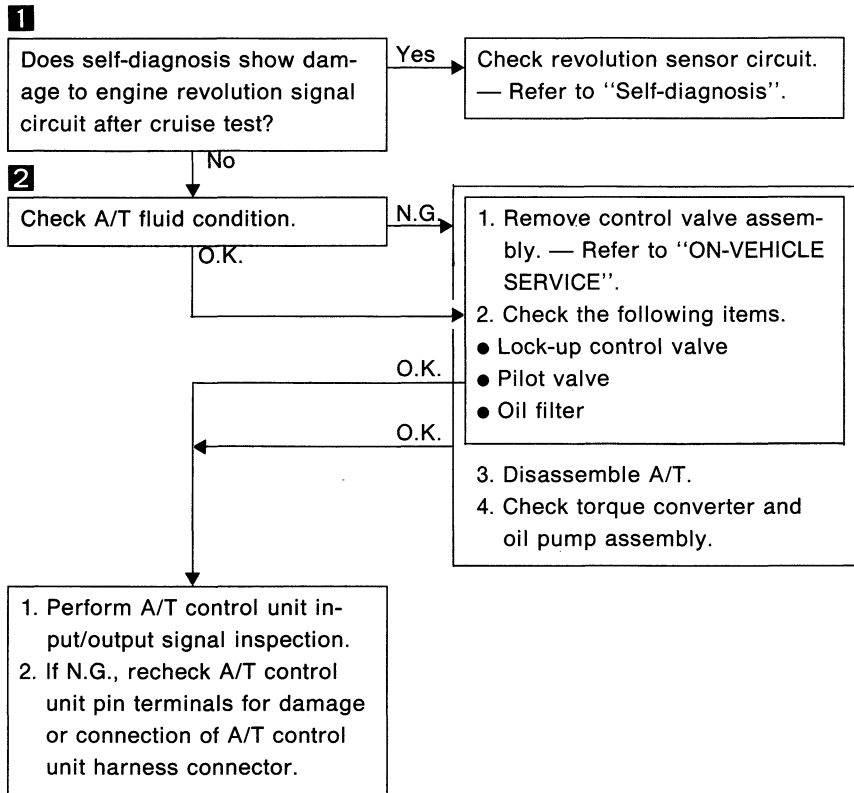 1
Does self-diagnosis show dam-
age to engine revolution signal
circuit after cruise test?
Yes
Check revolution sensor circuit.
— Refer to ‘‘Self-diagnosis’’.
No
2
Check A/T fluid condition.
N.G.
O.K.
1. Remove control valve assem-
bly. — Refer to ‘‘ON-VEHICLE
SERVICE’’.
2. Check the following items.
● Lock-up control valve
● Pilot valve
● Oil filter
O.K.
O.K.
3. Disassemble A/T.
4. Check torque converter and
oil pump assembly.
1. Perform A/T control unit in-
put/output signal inspection.
2. If N.G., recheck A/T control
unit pin terminals for damage
or connection of A/T control
unit harness connector.